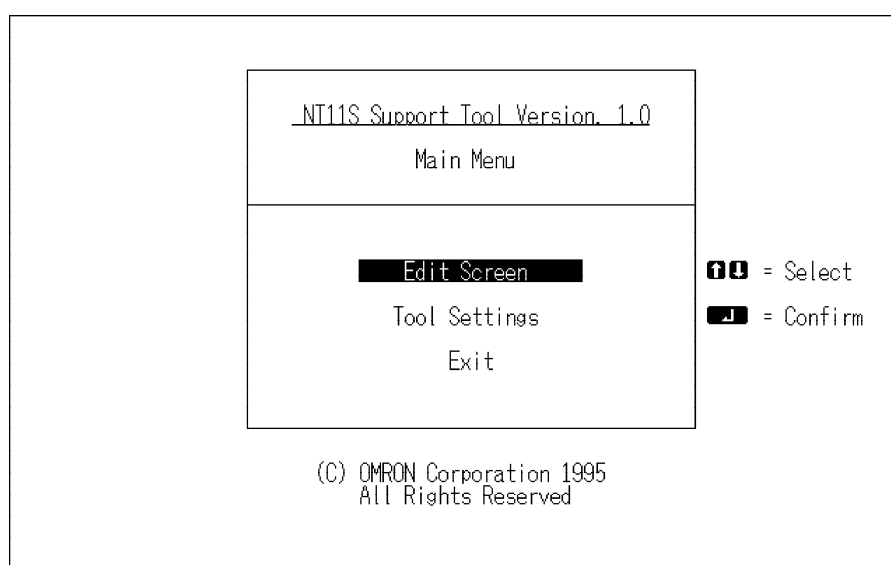 NT11S Support Tool Version. 1.0
Main Menu
Edit Screen
↑↓ = Select
Tool Settings
↵ = Confirm
Exit
(C) OMRON Corporation 1995
All Rights Reserved